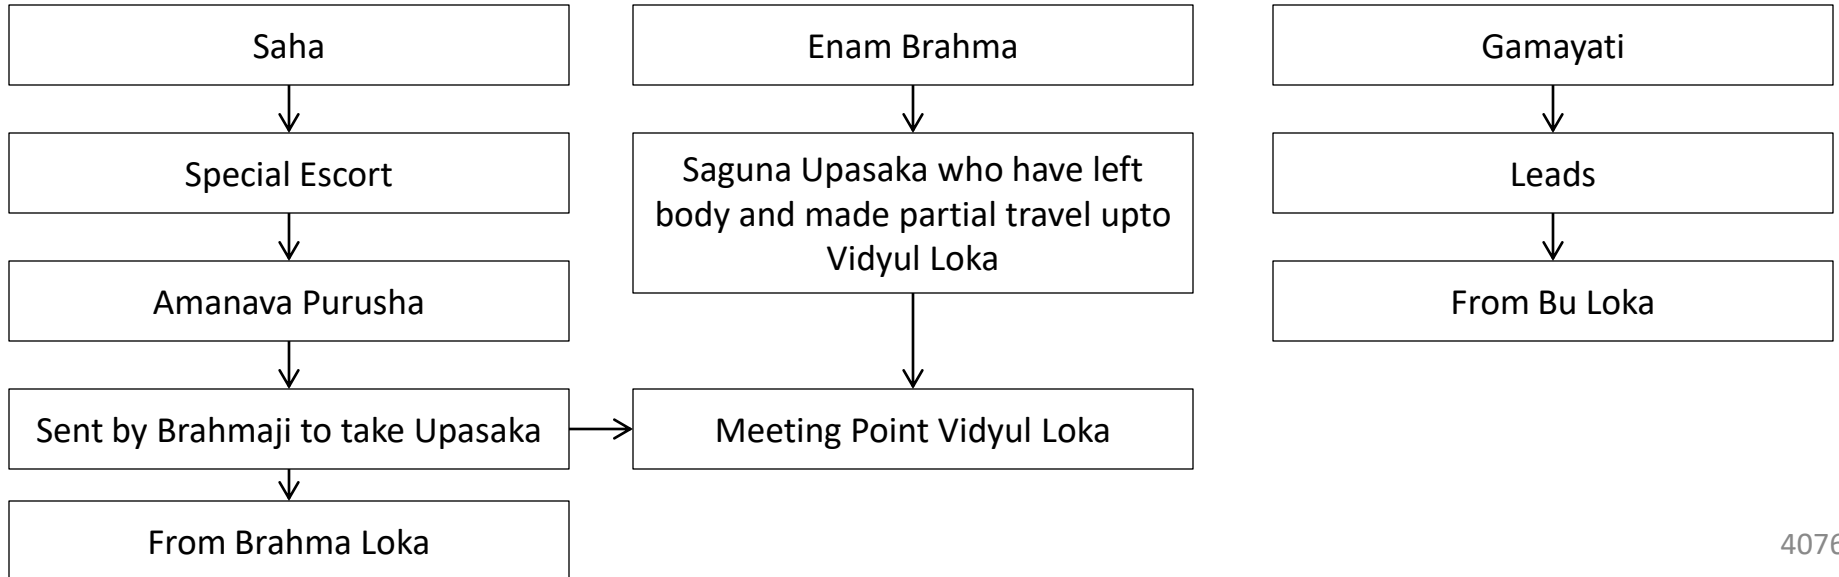 Saha
Special Escort
Amanava Purusha
Sent by Brahmaji to take Upasaka
From Brahma Loka
Enam Brahma
Saguna Upasaka who have left
body and made partial travel upto
Vidyul Loka
Meeting Point Vidyul Loka
Gamayati
Leads
From Bu Loka
4076